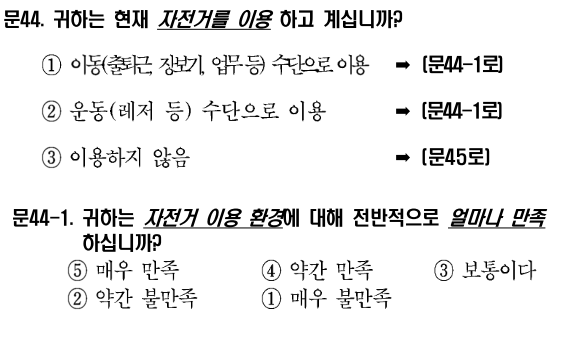 문44. 귀하는 현재 자전거를 이용 하고 계십니까?
① 이동(출퇴근, 장보기, 업무 등) 수단으로 이용 ➡ (문44-1로)
② 운동(레저 등) 수단으로 이용 ➡ (문44-1로)
③ 이용하지 않음 ➡ (문45로)
문44-1. 귀하는 자전거 이용 환경에 대해 전반적으로 얼마나 만족
하십니까?
⑤ 매우 만족 ④ 약간 만족 ③ 보통이다
② 약간 불만족 ① 매우 불만족